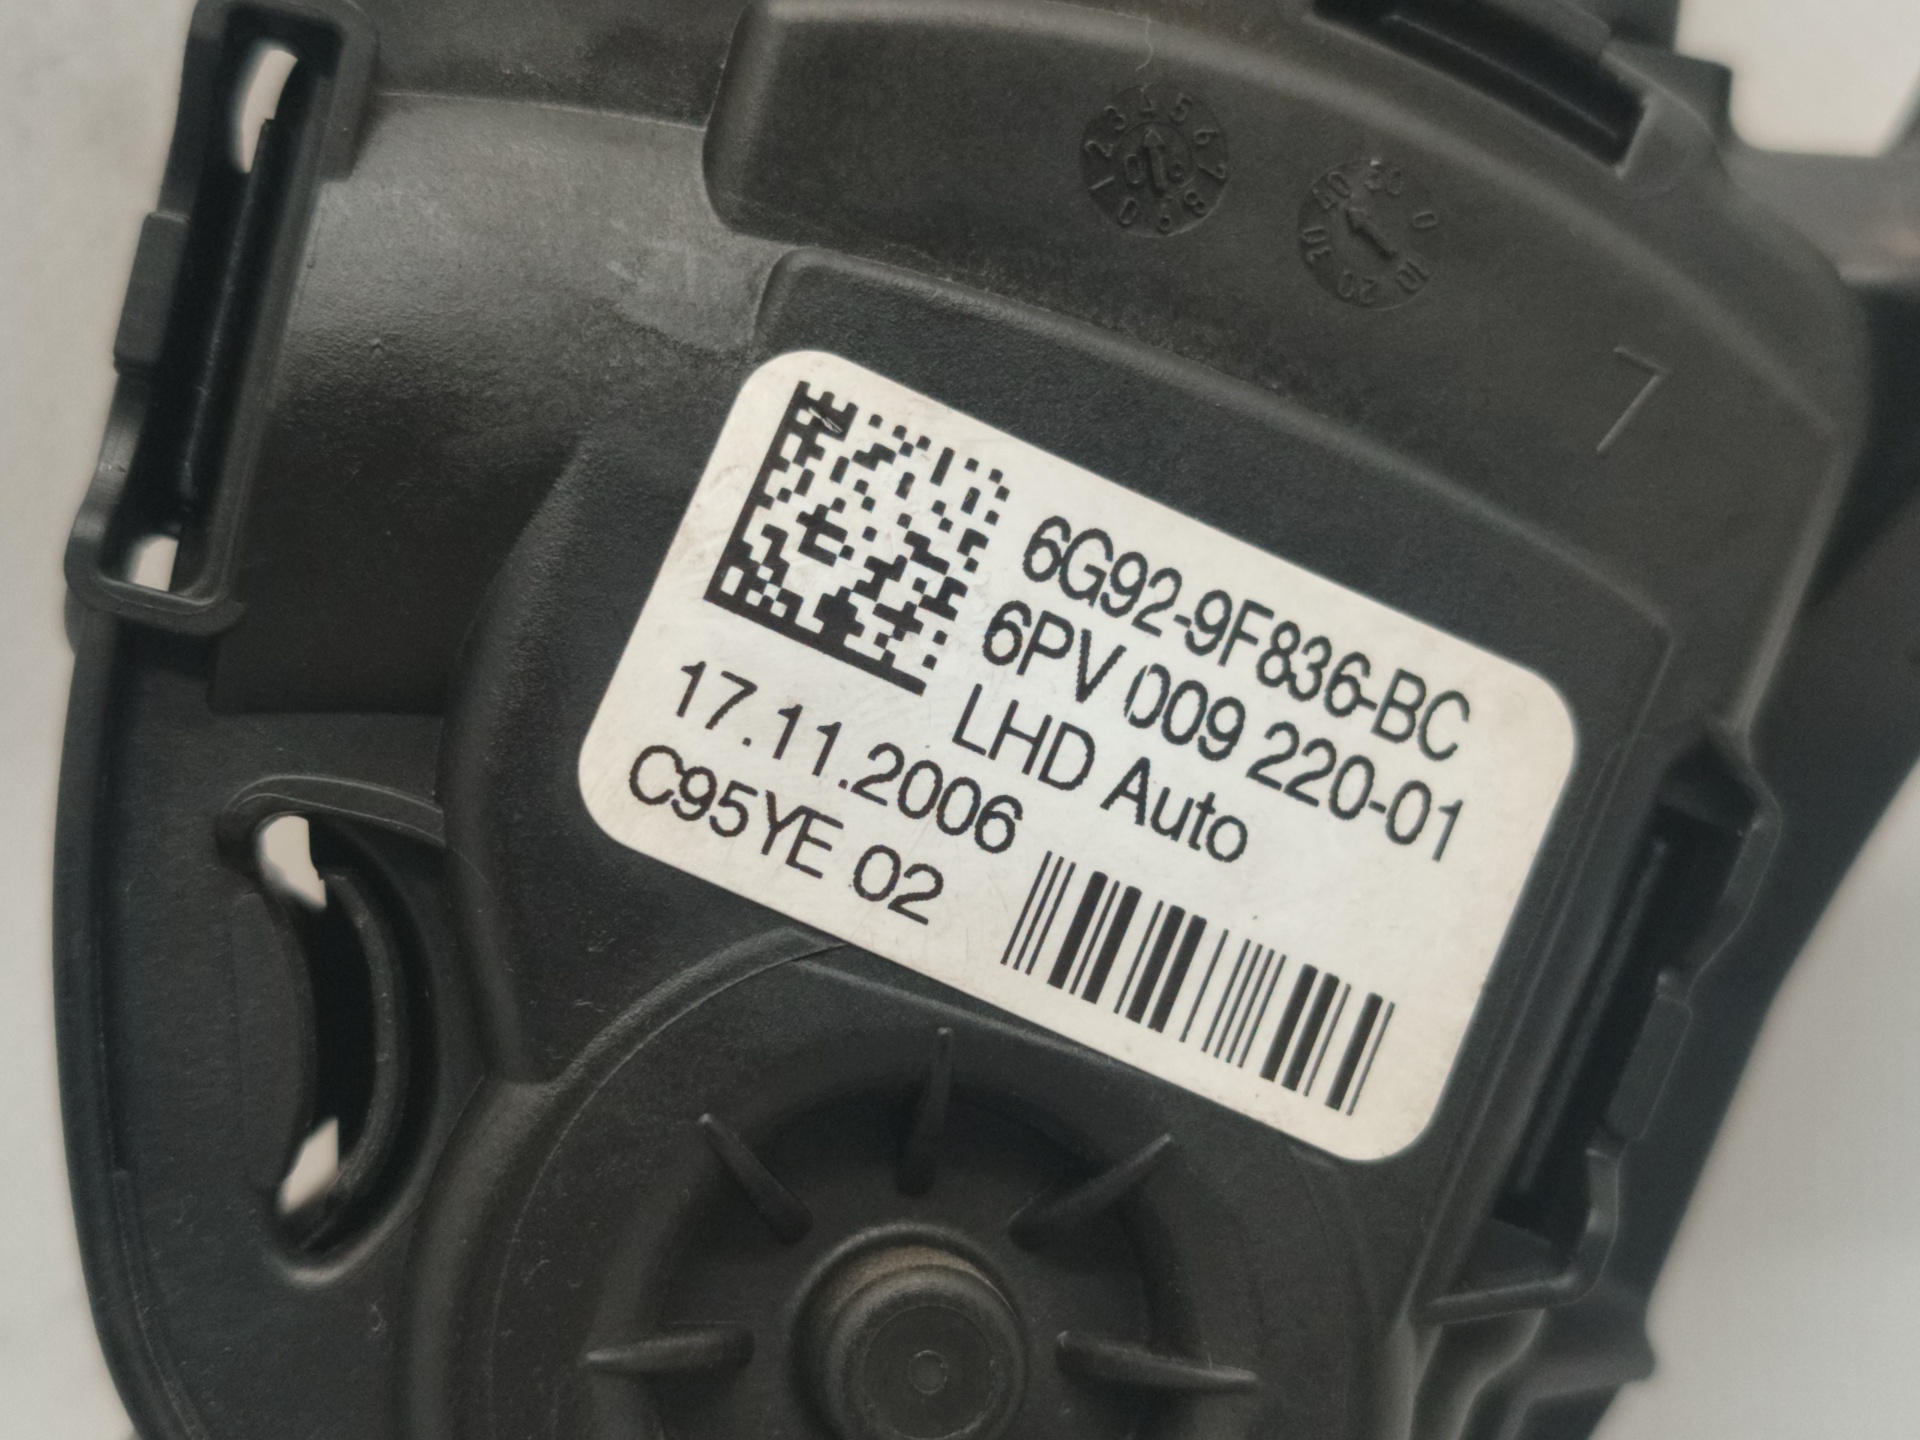 6G92-9F836-BC
6PV 009 220-01
LHD Auto
17.11.2006
C95YE 02